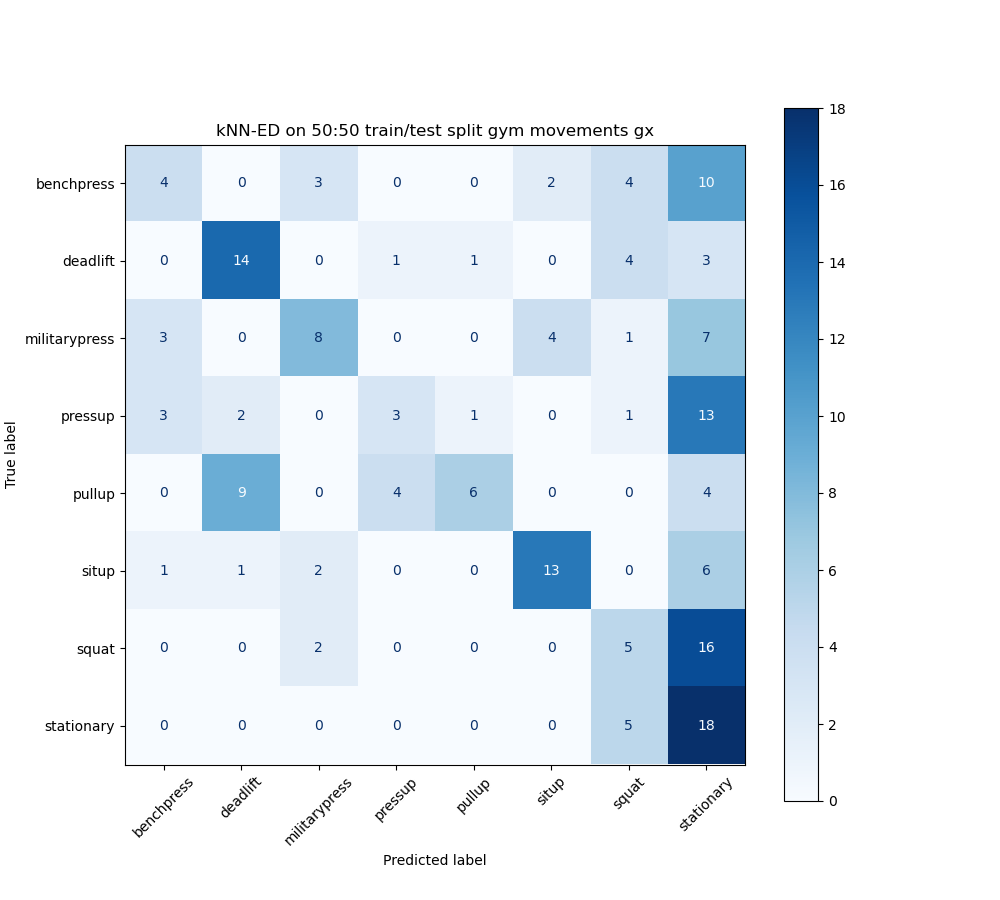 kNN-ED on 50:50 train/test split gym movements gx
True label
benchpress 4 0 3 0 0 2 4 10
deadlift 0 14 0 1 1 0 4 3
militarypress 3 0 8 0 0 4 1 7
pressup 3 2 0 3 1 0 1 13
pullup 0 9 0 4 6 0 0 4
situp 1 1 2 0 0 13 0 6
squat 0 0 2 0 0 0 5 16
stationary 0 0 0 0 0 0 5 18
benchpress deadlift militarypress pressup pullup situp squat stationary
Predicted label
18
16
14
12
10
8
6
4
2
0